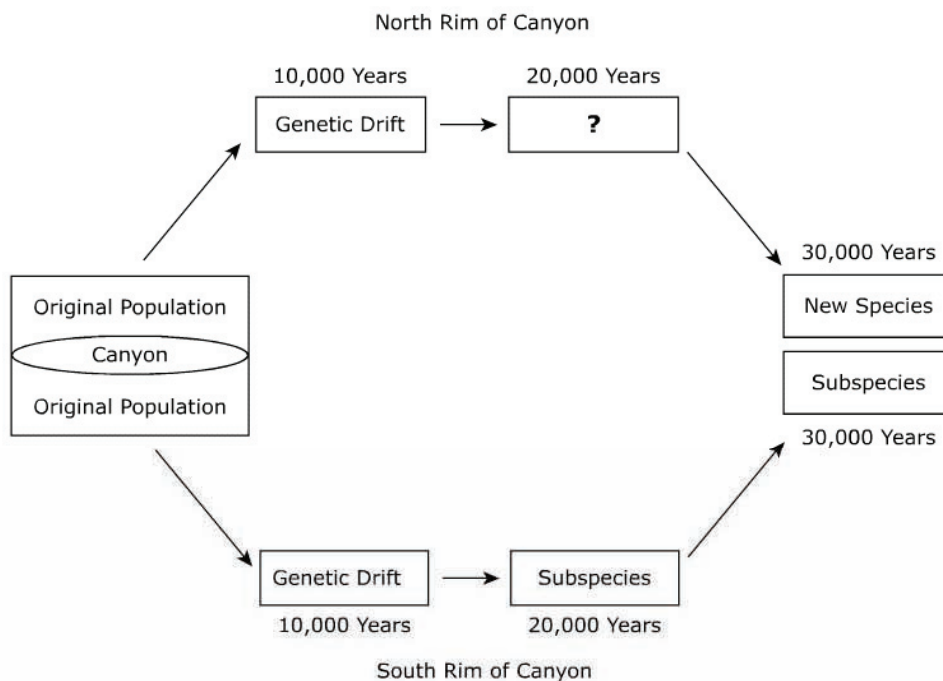 North Rim of Canyon
10,000 Years
20,000 Years
Genetic Drift
?
30,000 Years
Original Population
New Species
Canyon
Subspecies
Original Population
30,000 Years
Genetic Drift
Subspecies
10,000 Years
20,000 Years
South Rim of Canyon